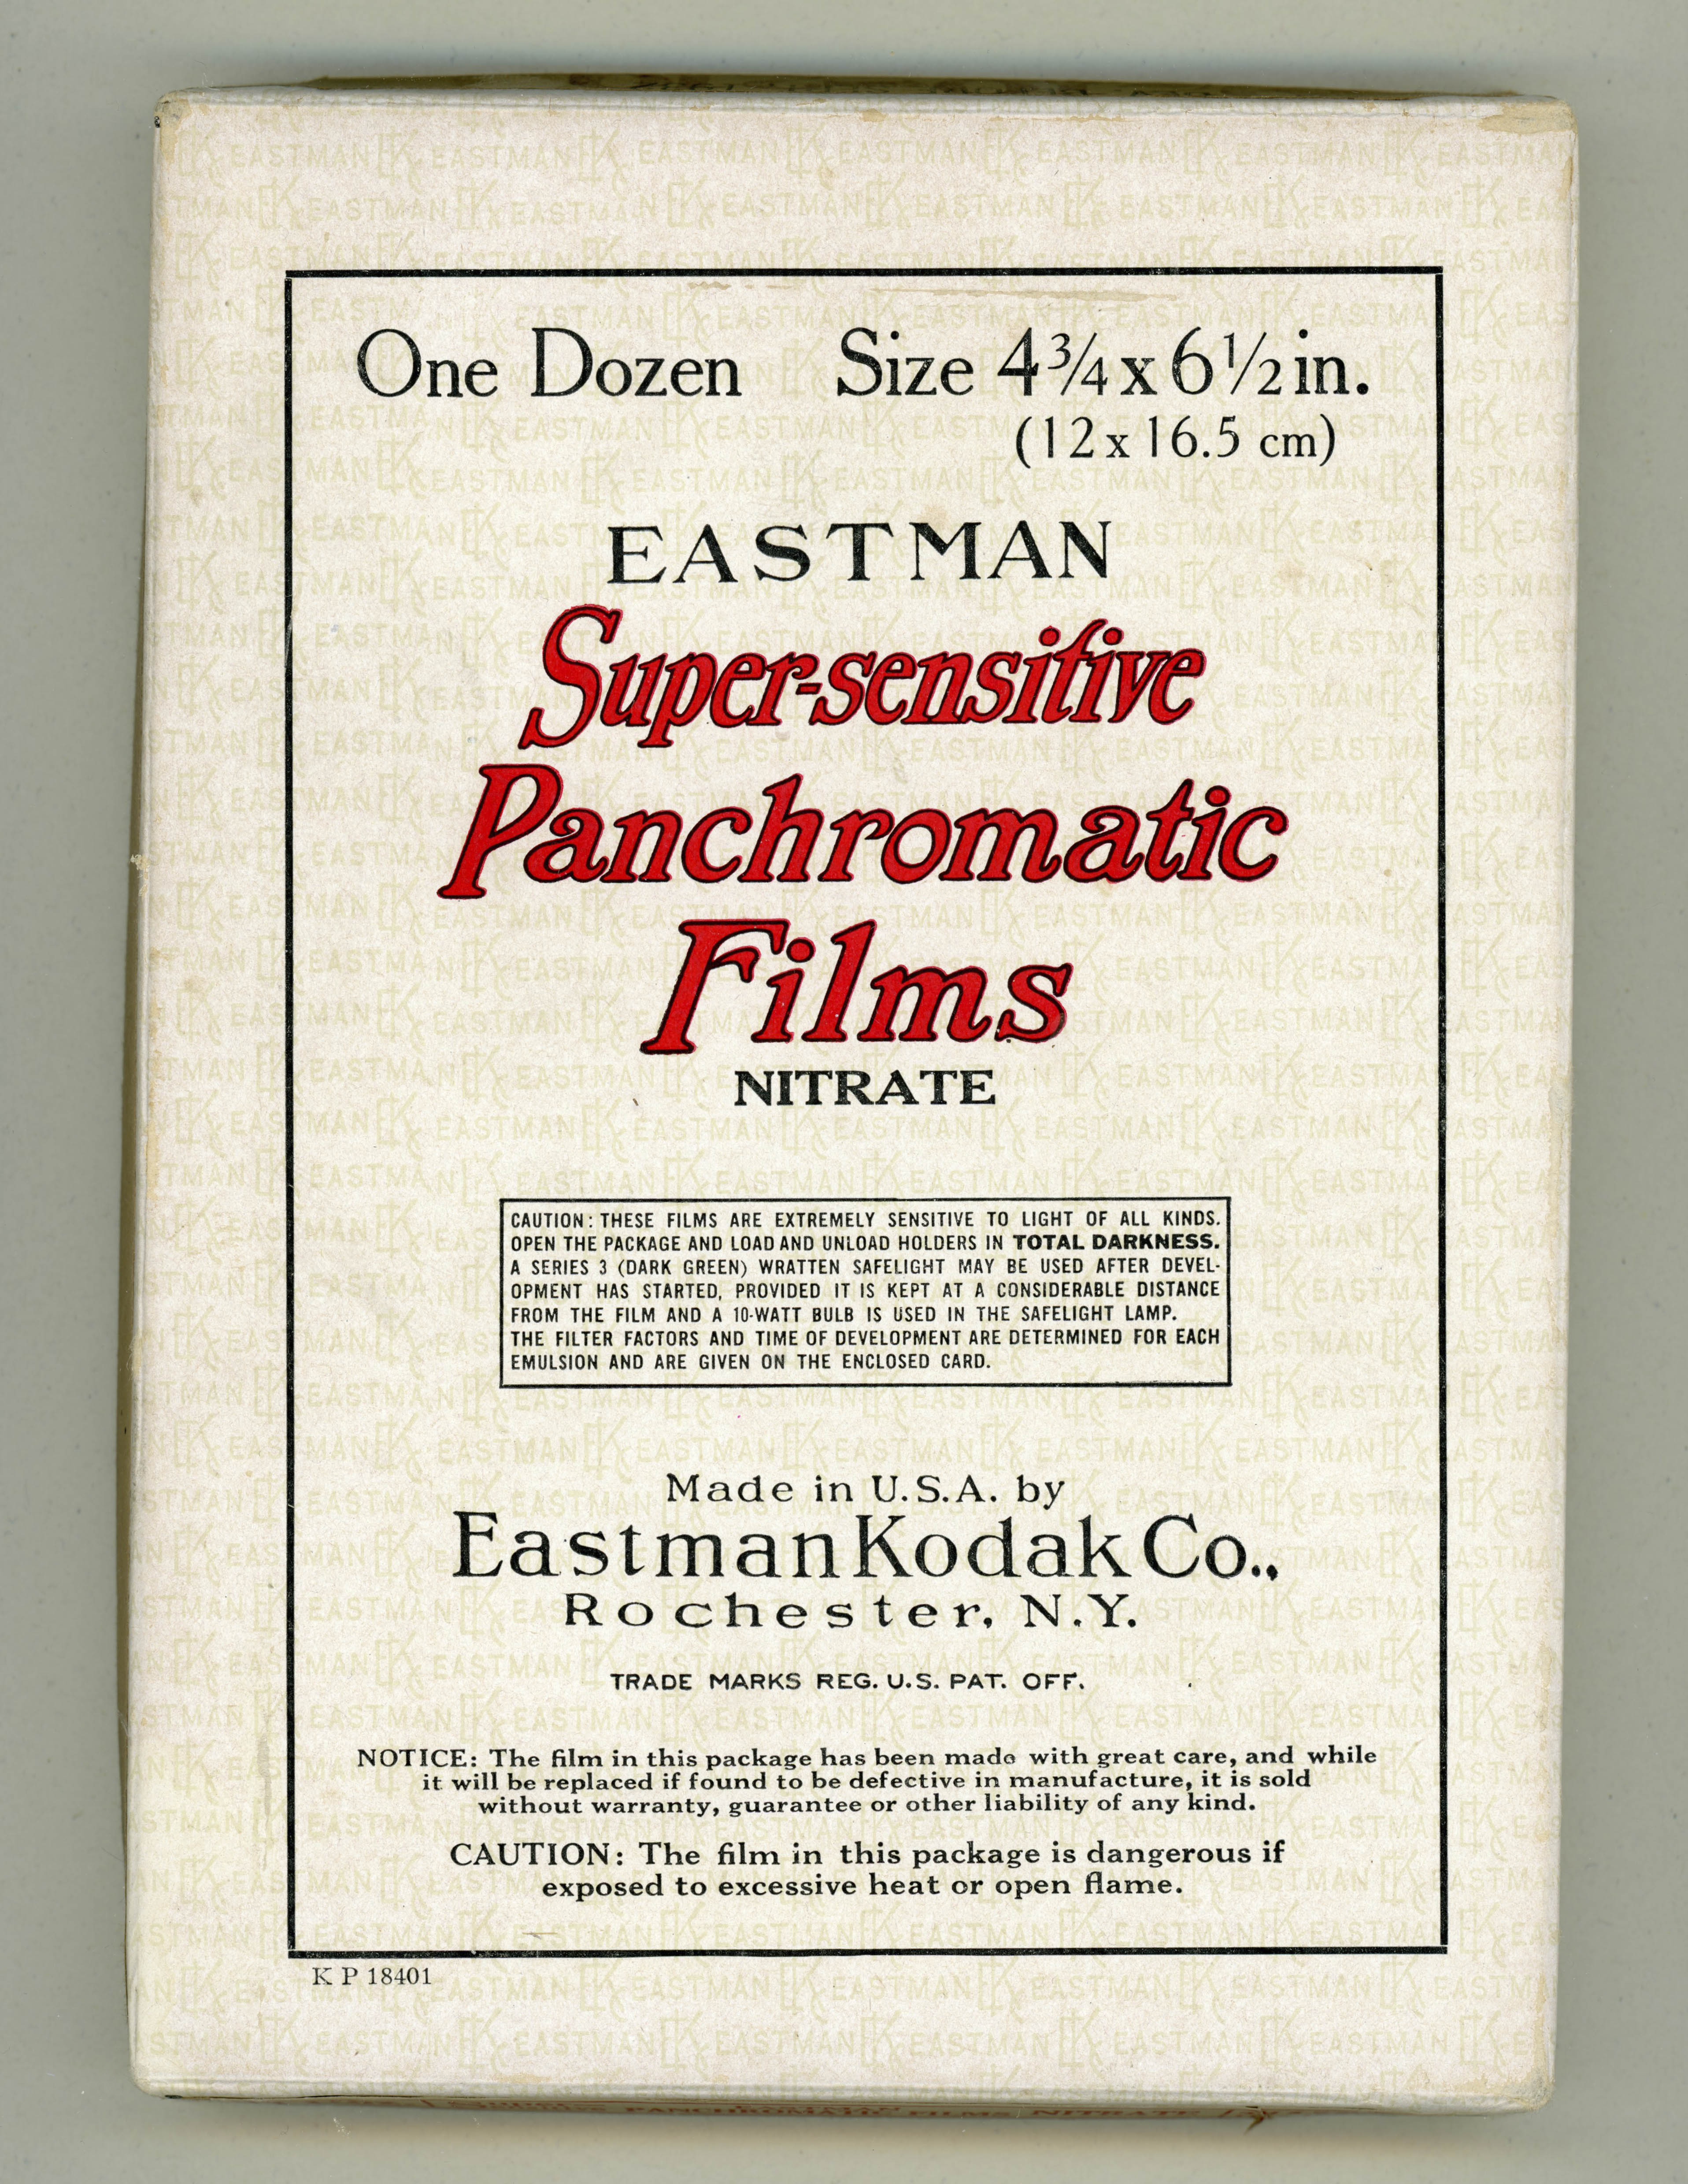 One Dozen Size 4¾ x 6½ in.
(12 x 16.5 cm)
EASTMAN
Super-sensitive
Panchromatic
Films
NITRATE
CAUTION: THESE FILMS ARE EXTREMELY SENSITIVE TO LIGHT OF ALL KINDS.
OPEN THE PACKAGE AND LOAD AND UNLOAD HOLDERS IN TOTAL DARKNESS.
A SERIES 3 (DARK GREEN) WRATTEN SAFELIGHT MAY BE USED AFTER DEVEL-
OPMENT HAS STARTED, PROVIDED IT IS KEPT AT A CONSIDERABLE DISTANCE
FROM THE FILM AND A 10-WATT BULB IS USED IN THE SAFELIGHT LAMP.
THE FILTER FACTORS AND TIME OF DEVELOPMENT ARE DETERMINED FOR EACH
EMULSION AND ARE GIVEN ON THE ENCLOSED CARD.
Made in U.S.A. by
Eastman Kodak Co.,
Rochester, N.Y.
TRADE MARKS REG. U.S. PAT. OFF.
NOTICE: The film in this package has been made with great care, and while
it will be replaced if found to be defective in manufacture, it is sold
without warranty, guarantee or other liability of any kind.
CAUTION: The film in this package is dangerous if
exposed to excessive heat or open flame.
K P 18401
PANCHROMATIC FILMS NITRATE